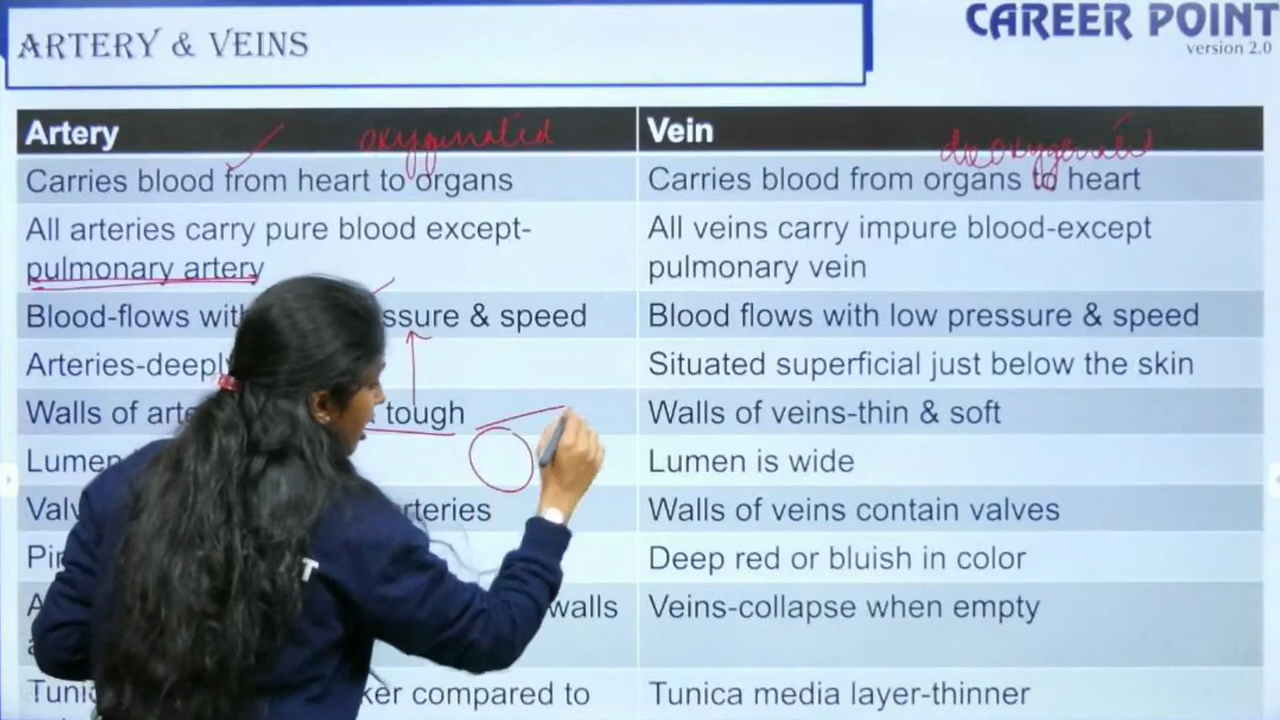 ARTERY & VEINS
CAREER POINT
version 2.0
Artery
oxygenated
Vein
deoxygenated
Carries blood from heart to organs
Carries blood from organs to heart
All arteries carry pure blood except-
pulmonary artery
All veins carry impure blood-except
pulmonary vein
Blood-flows with ssure & speed
Blood flows with low pressure & speed
Arteries-deeply
Situated superficial just below the skin
Walls of arte tough
Walls of veins-thin & soft
Lumen
Lumen is wide
Valv rteries
Walls of veins contain valves
Pin
Deep red or bluish in color
A walls
Veins-collapse when empty
Tunic ker compared to
Tunica media layer-thinner
T